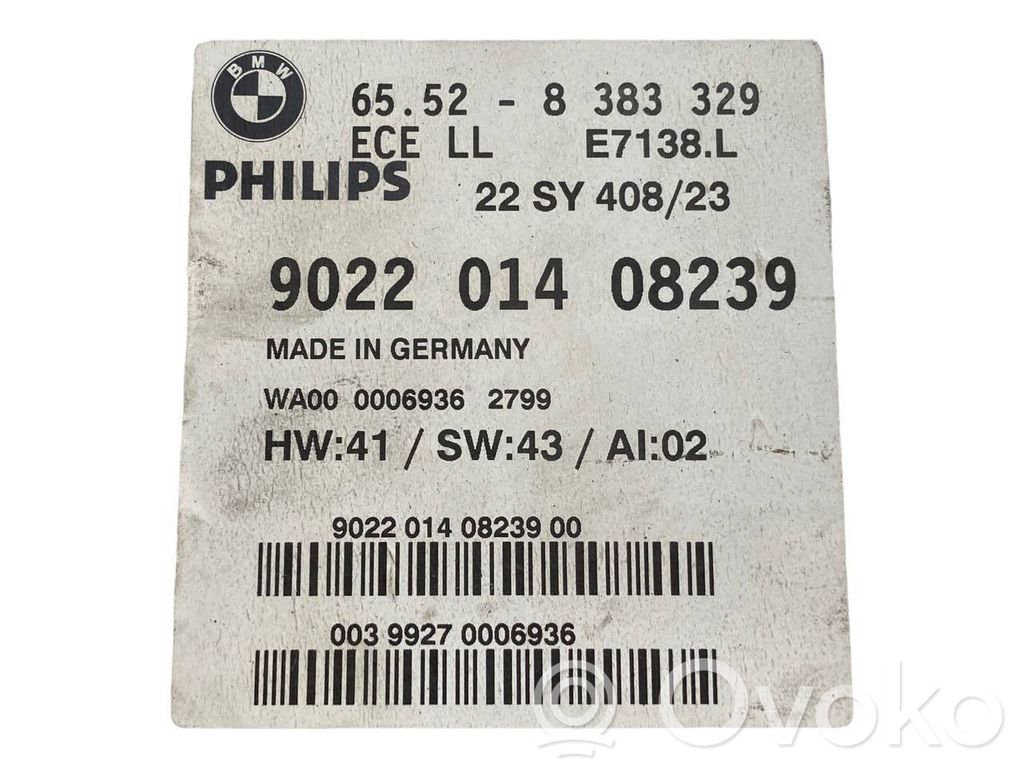 BMW
65.52 - 8 383 329
ECE LL E7138.L
PHILIPS
22 SY 408/23
9022 014 08239
MADE IN GERMANY
WA00 0006936 2799
HW:41 / SW:43 / AI:02
9022 014 08239 00
003 9927 0006936
Ovoko